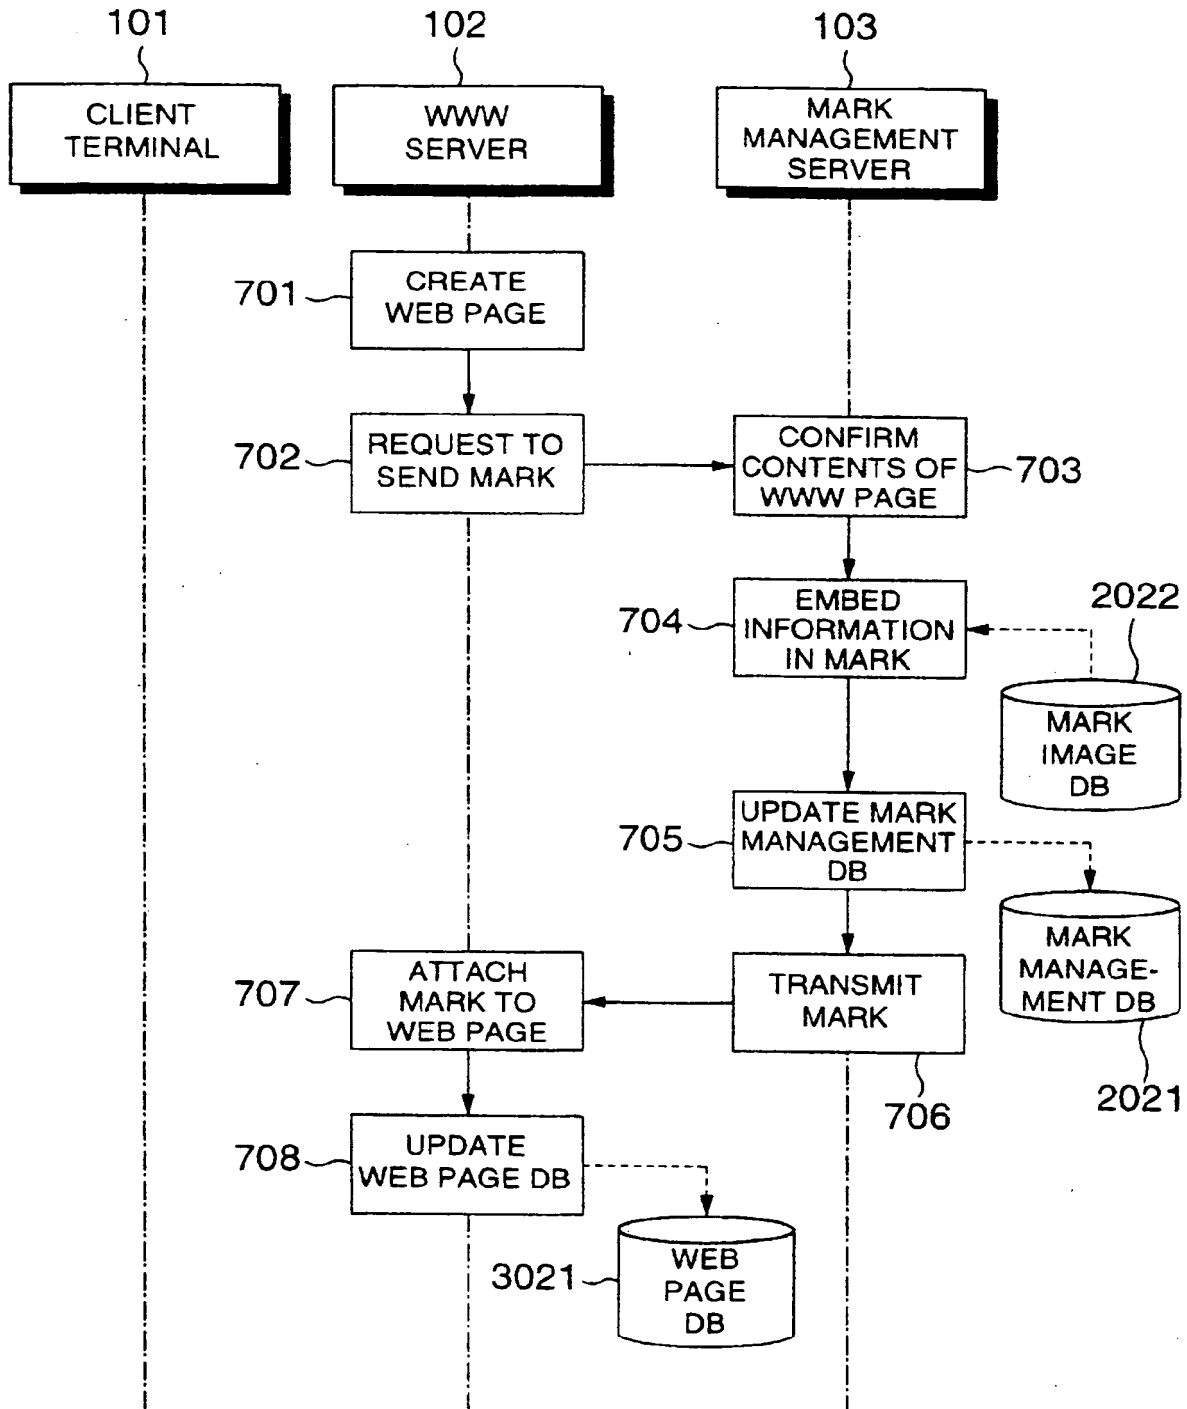 101
102
103
CLIENT
TERMINAL
WWW
SERVER
MARK
MANAGEMENT
SERVER
701
CREATE
WEB PAGE
702
REQUEST TO
SEND MARK
CONFIRM
CONTENTS OF
WWW PAGE
703
704
EMBED
INFORMATION
IN MARK
2022
MARK
IMAGE
DB
705
UPDATE MARK
MANAGEMENT
DB
MARK
MANAGE-
MENT DB
2021
707
ATTACH
MARK TO
WEB PAGE
TRANSMIT
MARK
706
708
UPDATE
WEB PAGE DB
3021
WEB
PAGE
DB